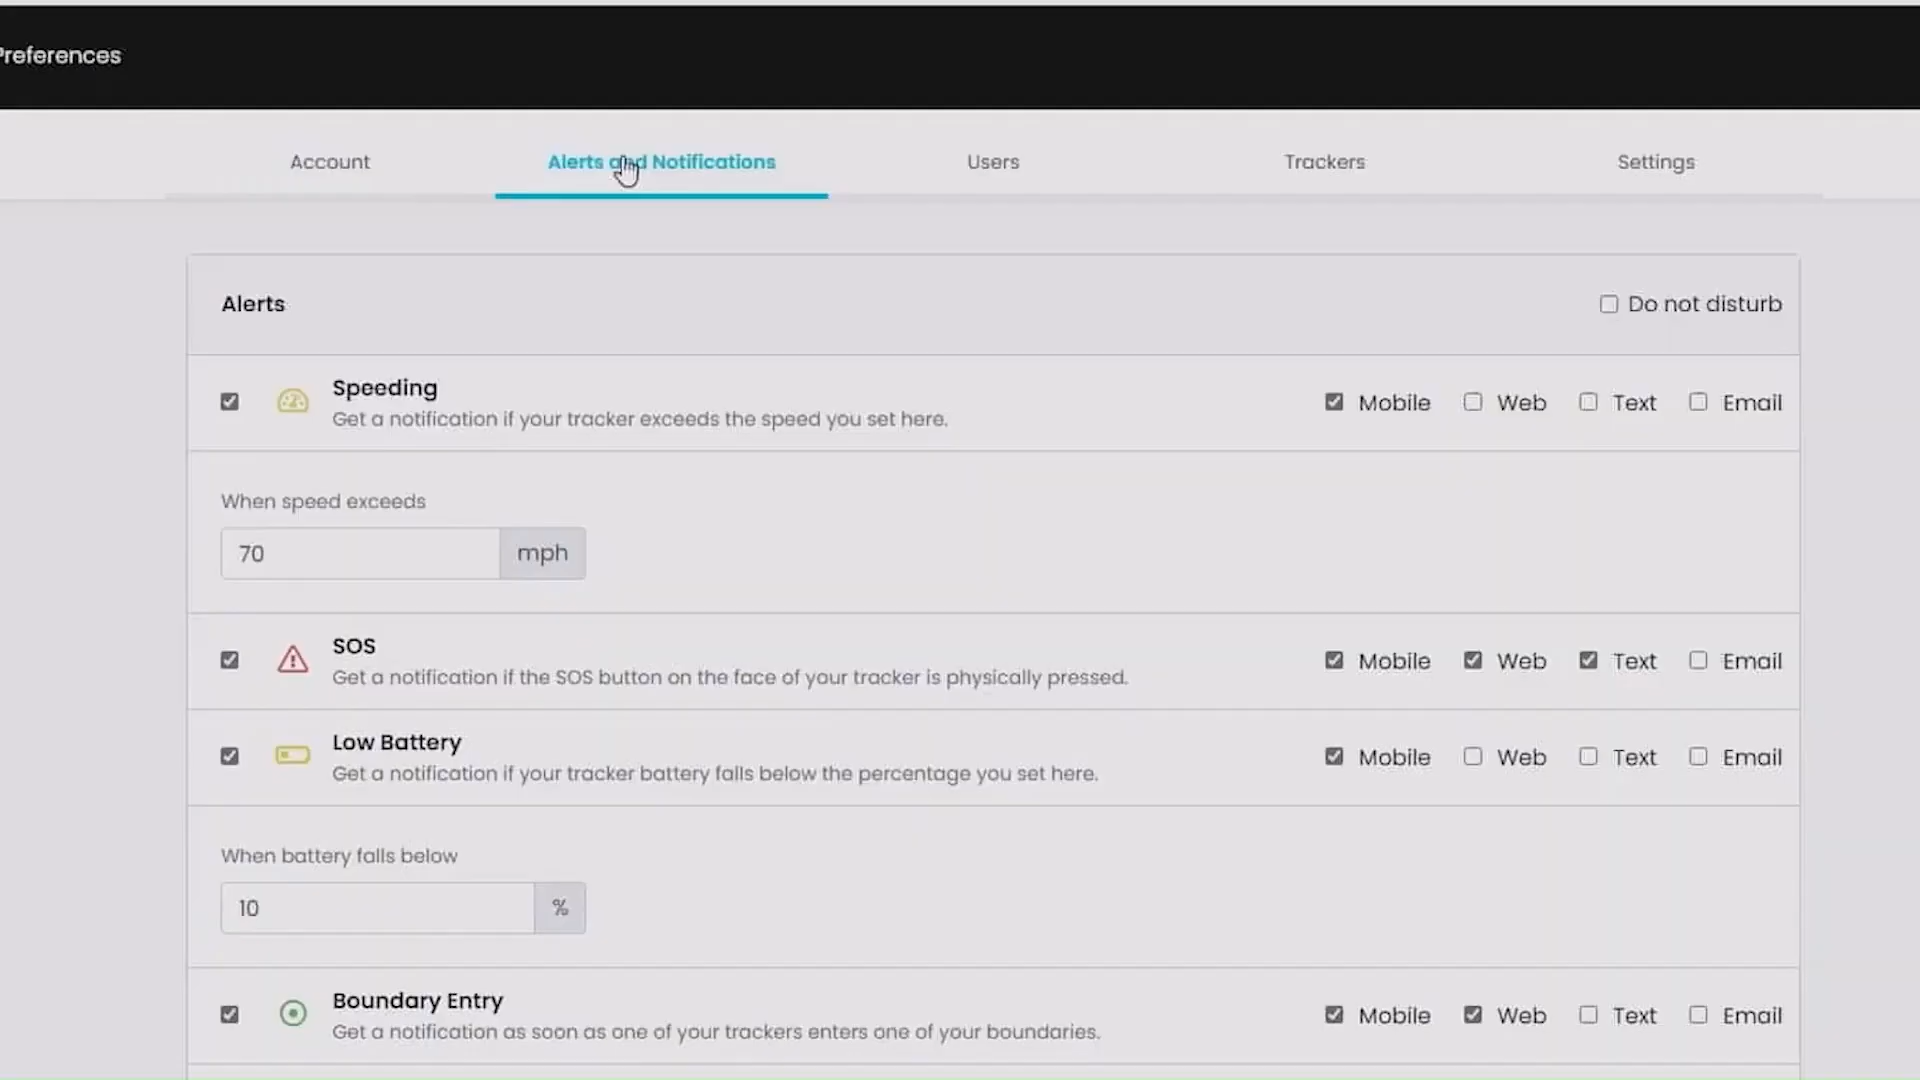 Preferences
Account Alerts and Notifications Users Trackers Settings
Alerts
Do not disturb
Speeding
Get a notification if your tracker exceeds the speed you set here.
Mobile Web Text Email
When speed exceeds
70 mph
SOS
Get a notification if the SOS button on the face of your tracker is physically pressed.
Mobile Web Text Email
Low Battery
Get a notification if your tracker battery falls below the percentage you set here.
Mobile Web Text Email
When battery falls below
10 %
Boundary Entry
Get a notification as soon as one of your trackers enters one of your boundaries.
Mobile Web Text Email